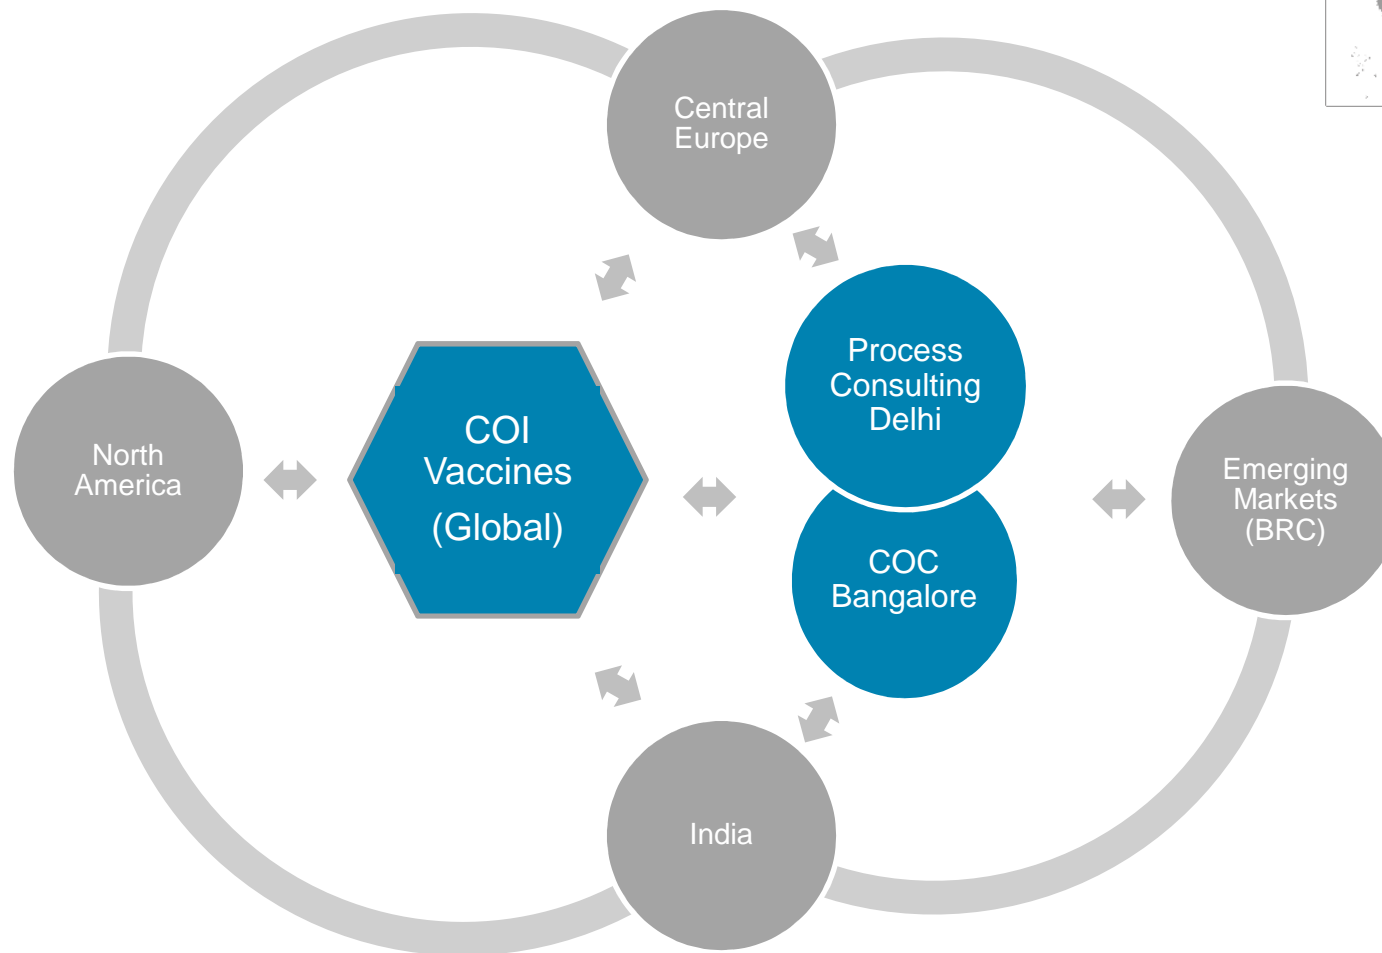 Central
Europe
Process
Consulting
Delhi
COI
Vaccines
(Global)
North
America
Emerging
Markets
(BRC)
COC
Bangalore
India